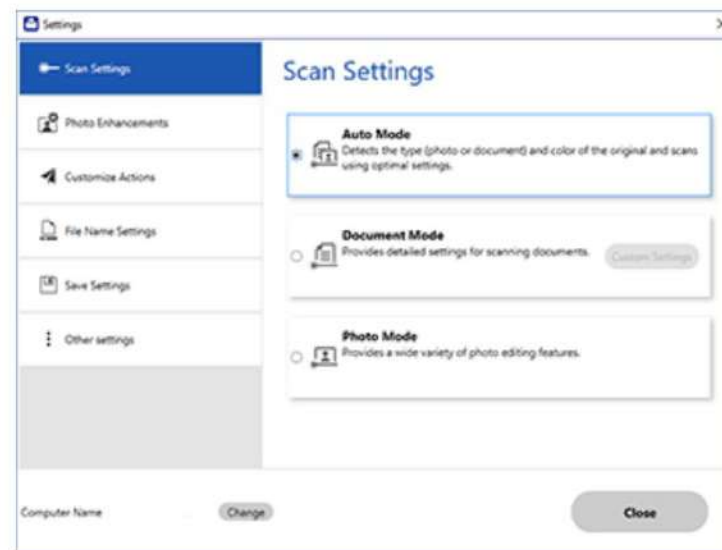 Settings
Scan Settings
Photo Enhancements
Customize Actions
File Name Settings
Save Settings
Other settings
Scan Settings
Auto Mode
Detects the type (photo or document) and color of the original and scans
using optimal settings.
Document Mode
Provides detailed settings for scanning documents.
Custom Settings
Photo Mode
Provides a wide variety of photo editing features.
Computer Name
Change
Close